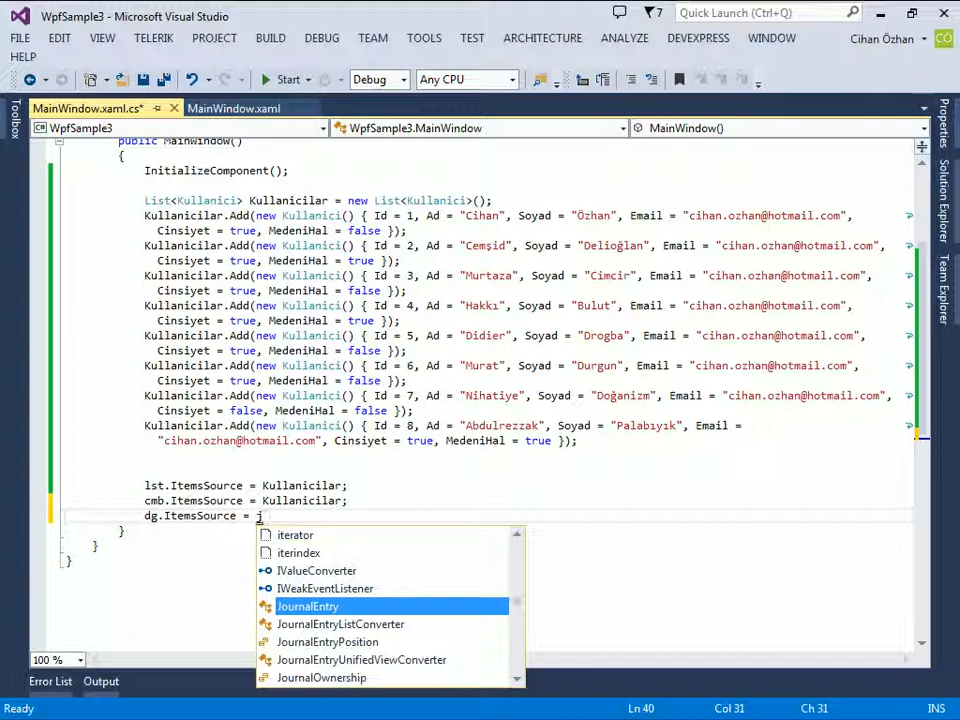 WpfSample3 - Microsoft Visual Studio
7
Quick Launch (Ctrl+Q)
FILE EDIT VIEW TELERIK PROJECT BUILD DEBUG TEAM TOOLS TEST ARCHITECTURE ANALYZE DEVEXPRESS WINDOW
Cihan Özhan CÖ
HELP
Start Debug Any CPU
Toolbox
MainWindow.xaml.cs* MainWindow.xaml
WpfSample3 WpfSample3.MainWindow MainWindow()
Properties
Solution Explorer
Team Explorer
public MainWindow()
{
InitializeComponent();
List<Kullanici> Kullanicilar = new List<Kullanici>();
Kullanicilar.Add(new Kullanici() { Id = 1, Ad = "Cihan", Soyad = "Özhan", Email = "cihan.ozhan@hotmail.com",
Cinsiyet = true, MedeniHal = false });
Kullanicilar.Add(new Kullanici() { Id = 2, Ad = "Cemşid", Soyad = "Delioğlan", Email = "cihan.ozhan@hotmail.com",
Cinsiyet = true, MedeniHal = true });
Kullanicilar.Add(new Kullanici() { Id = 3, Ad = "Murtaza", Soyad = "Cimcir", Email = "cihan.ozhan@hotmail.com",
Cinsiyet = true, MedeniHal = false });
Kullanicilar.Add(new Kullanici() { Id = 4, Ad = "Hakkı", Soyad = "Bulut", Email = "cihan.ozhan@hotmail.com",
Cinsiyet = true, MedeniHal = true });
Kullanicilar.Add(new Kullanici() { Id = 5, Ad = "Didier", Soyad = "Drogba", Email = "cihan.ozhan@hotmail.com",
Cinsiyet = true, MedeniHal = false });
Kullanicilar.Add(new Kullanici() { Id = 6, Ad = "Murat", Soyad = "Durgun", Email = "cihan.ozhan@hotmail.com",
Cinsiyet = true, MedeniHal = false });
Kullanicilar.Add(new Kullanici() { Id = 7, Ad = "Nihatiye", Soyad = "Doğanizm", Email = "cihan.ozhan@hotmail.com",
Cinsiyet = false, MedeniHal = false });
Kullanicilar.Add(new Kullanici() { Id = 8, Ad = "Abdulrezzak", Soyad = "Palabıyık", Email =
"cihan.ozhan@hotmail.com", Cinsiyet = true, MedeniHal = true });
lst.ItemsSource = Kullanicilar;
cmb.ItemsSource = Kullanicilar;
dg.ItemsSource = j
}
}
}
iterator
iterindex
IValueConverter
IWeakEventListener
JournalEntry
JournalEntryListConverter
JournalEntryPosition
JournalEntryUnifiedViewConverter
JournalOwnership
100 %
Error List Output
Ready Ln 40 Col 31 Ch 31 INS